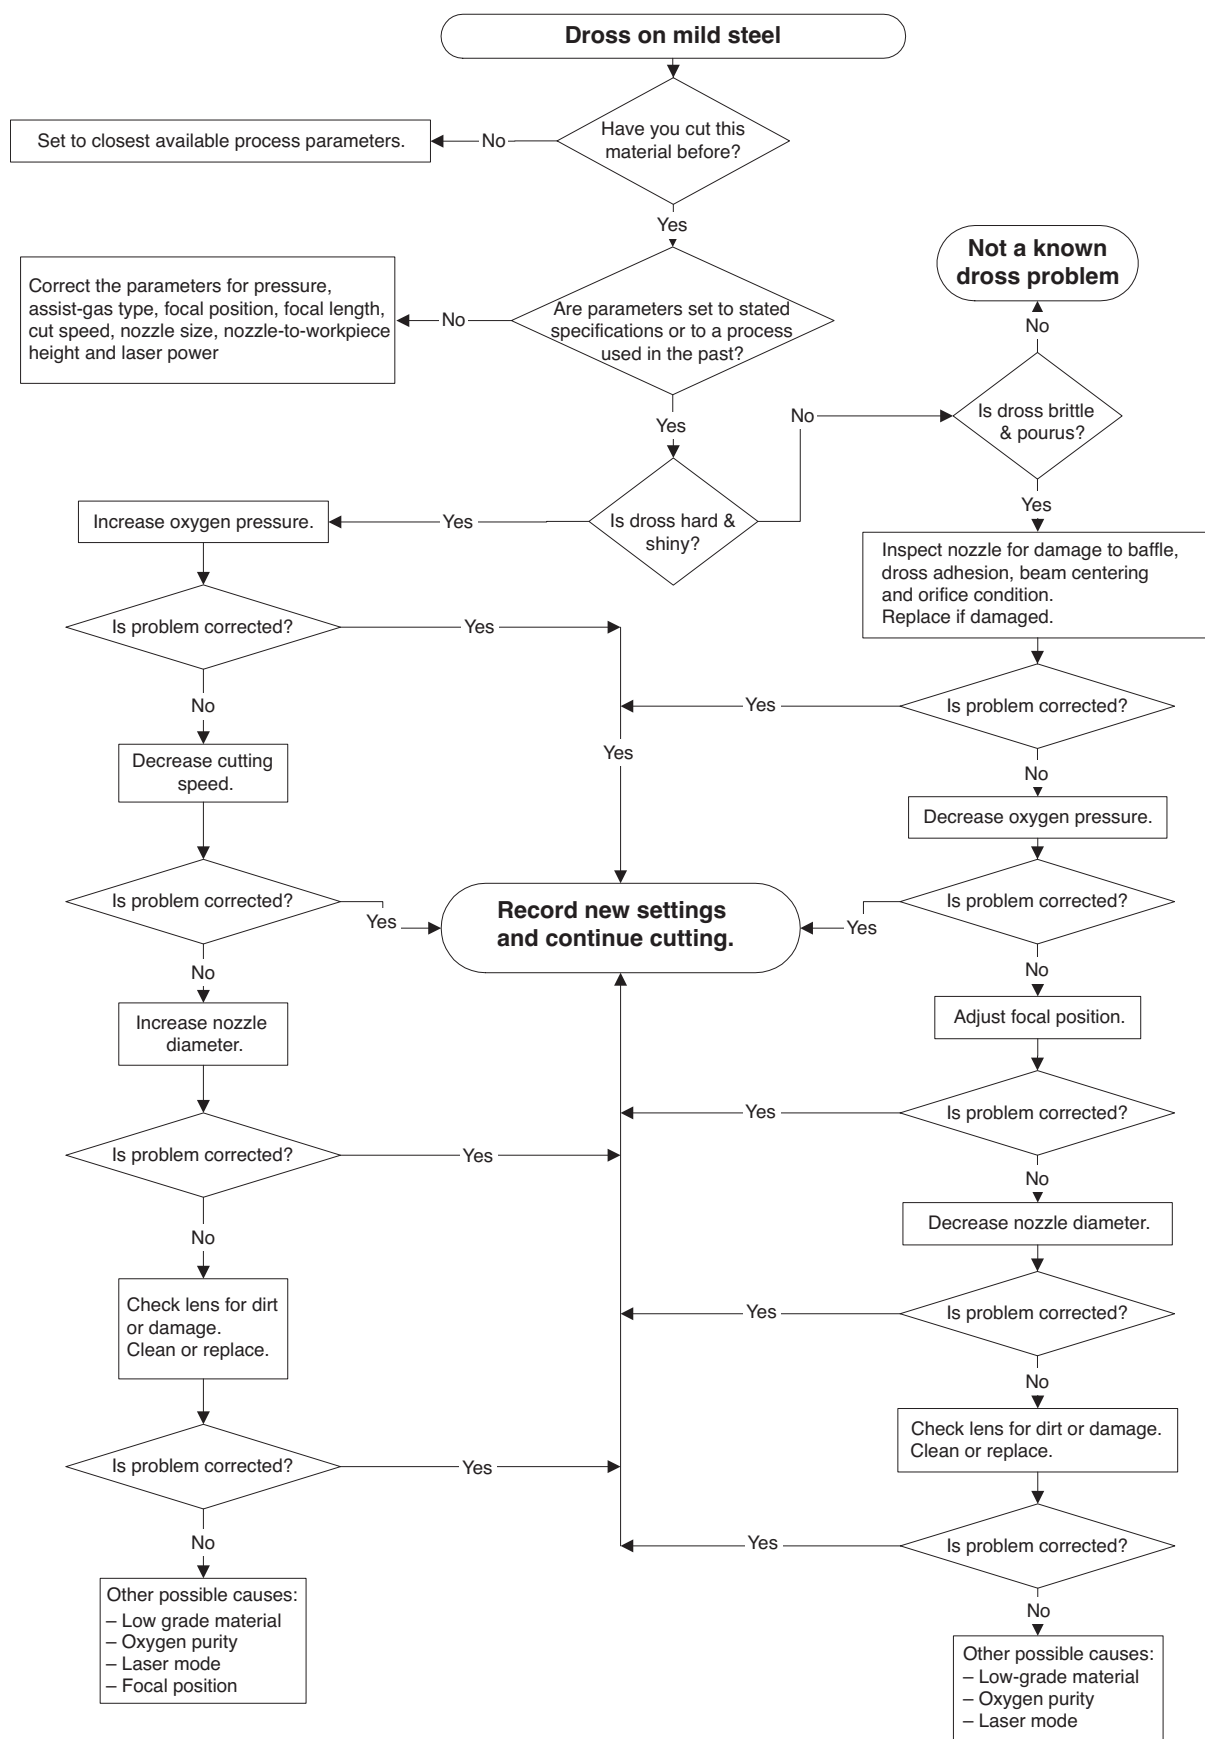 Dross on mild steel
Have you cut this
material before?
No
Set to closest available process parameters.
Yes
Are parameters set to stated
specifications or to a process
used in the past?
No
Correct the parameters for pressure,
assist-gas type, focal position, focal length,
cut speed, nozzle size, nozzle-to-workpiece
height and laser power
Yes
Is dross hard &
shiny?
Yes
Increase oxygen pressure.
Is problem corrected?
Yes
No
Decrease cutting
speed.
Is problem corrected?
Yes
No
Increase nozzle
diameter.
Is problem corrected?
Yes
No
Check lens for dirt
or damage.
Clean or replace.
Is problem corrected?
Yes
No
Other possible causes:
– Low grade material
– Oxygen purity
– Laser mode
– Focal position
Yes
Record new settings
and continue cutting.
No
Is dross brittle
& pourus?
No
Not a known
dross problem
Yes
Inspect nozzle for damage to baffle,
dross adhesion, beam centering
and orifice condition.
Replace if damaged.
Is problem corrected?
Yes
No
Decrease oxygen pressure.
Is problem corrected?
Yes
No
Adjust focal position.
Is problem corrected?
Yes
No
Decrease nozzle diameter.
Is problem corrected?
Yes
No
Check lens for dirt or damage.
Clean or replace.
Is problem corrected?
Yes
No
Other possible causes:
– Low-grade material
– Oxygen purity
– Laser mode